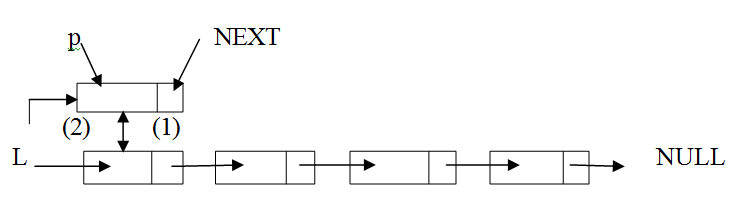 p NEXT
(2) (1)
L NULL